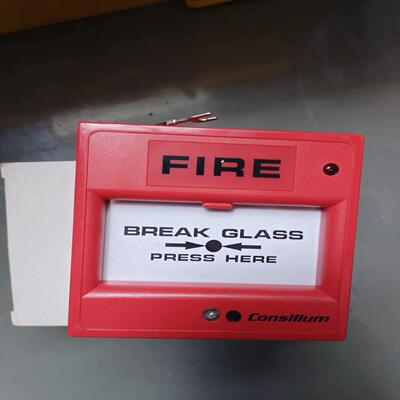 FIRE
BREAK GLASS
PRESS HERE
Consilium